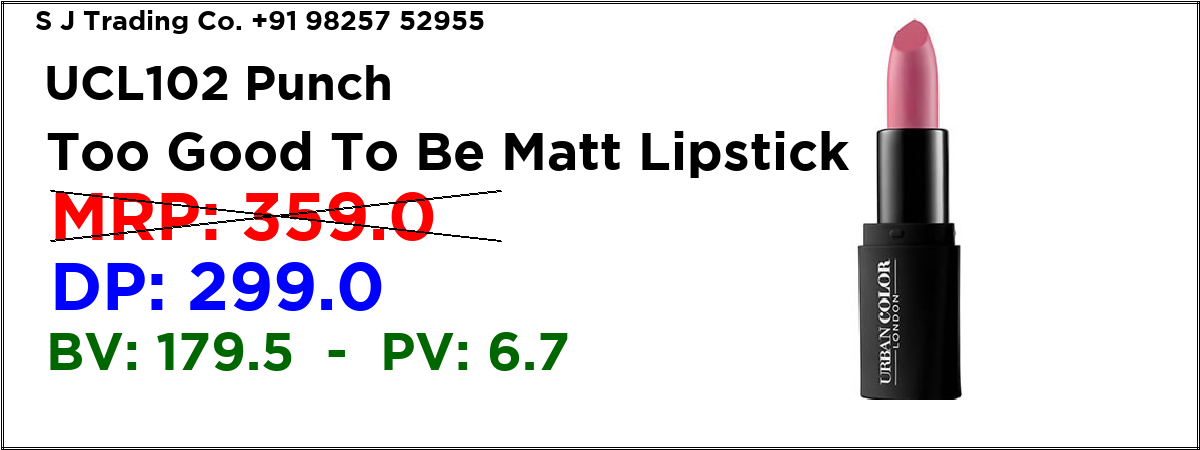 S J Trading Co. +91 98257 52955
UCL102 Punch
Too Good To Be Matt Lipstick
MRP: 359.0
DP: 299.0
BV: 179.5 - PV: 6.7
URBAN COLOR
LONDON